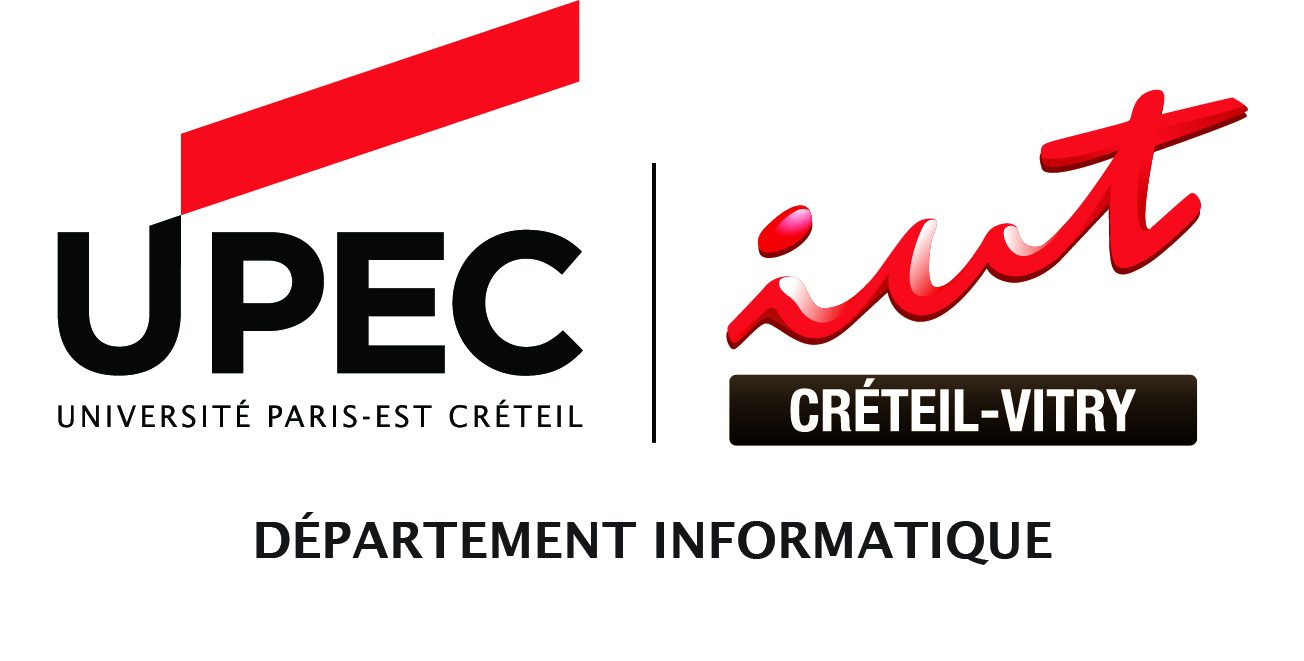 UPEC
UNIVERSITÉ PARIS-EST CRÉTEIL
iut
CRÉTEIL-VITRY
DÉPARTEMENT INFORMATIQUE